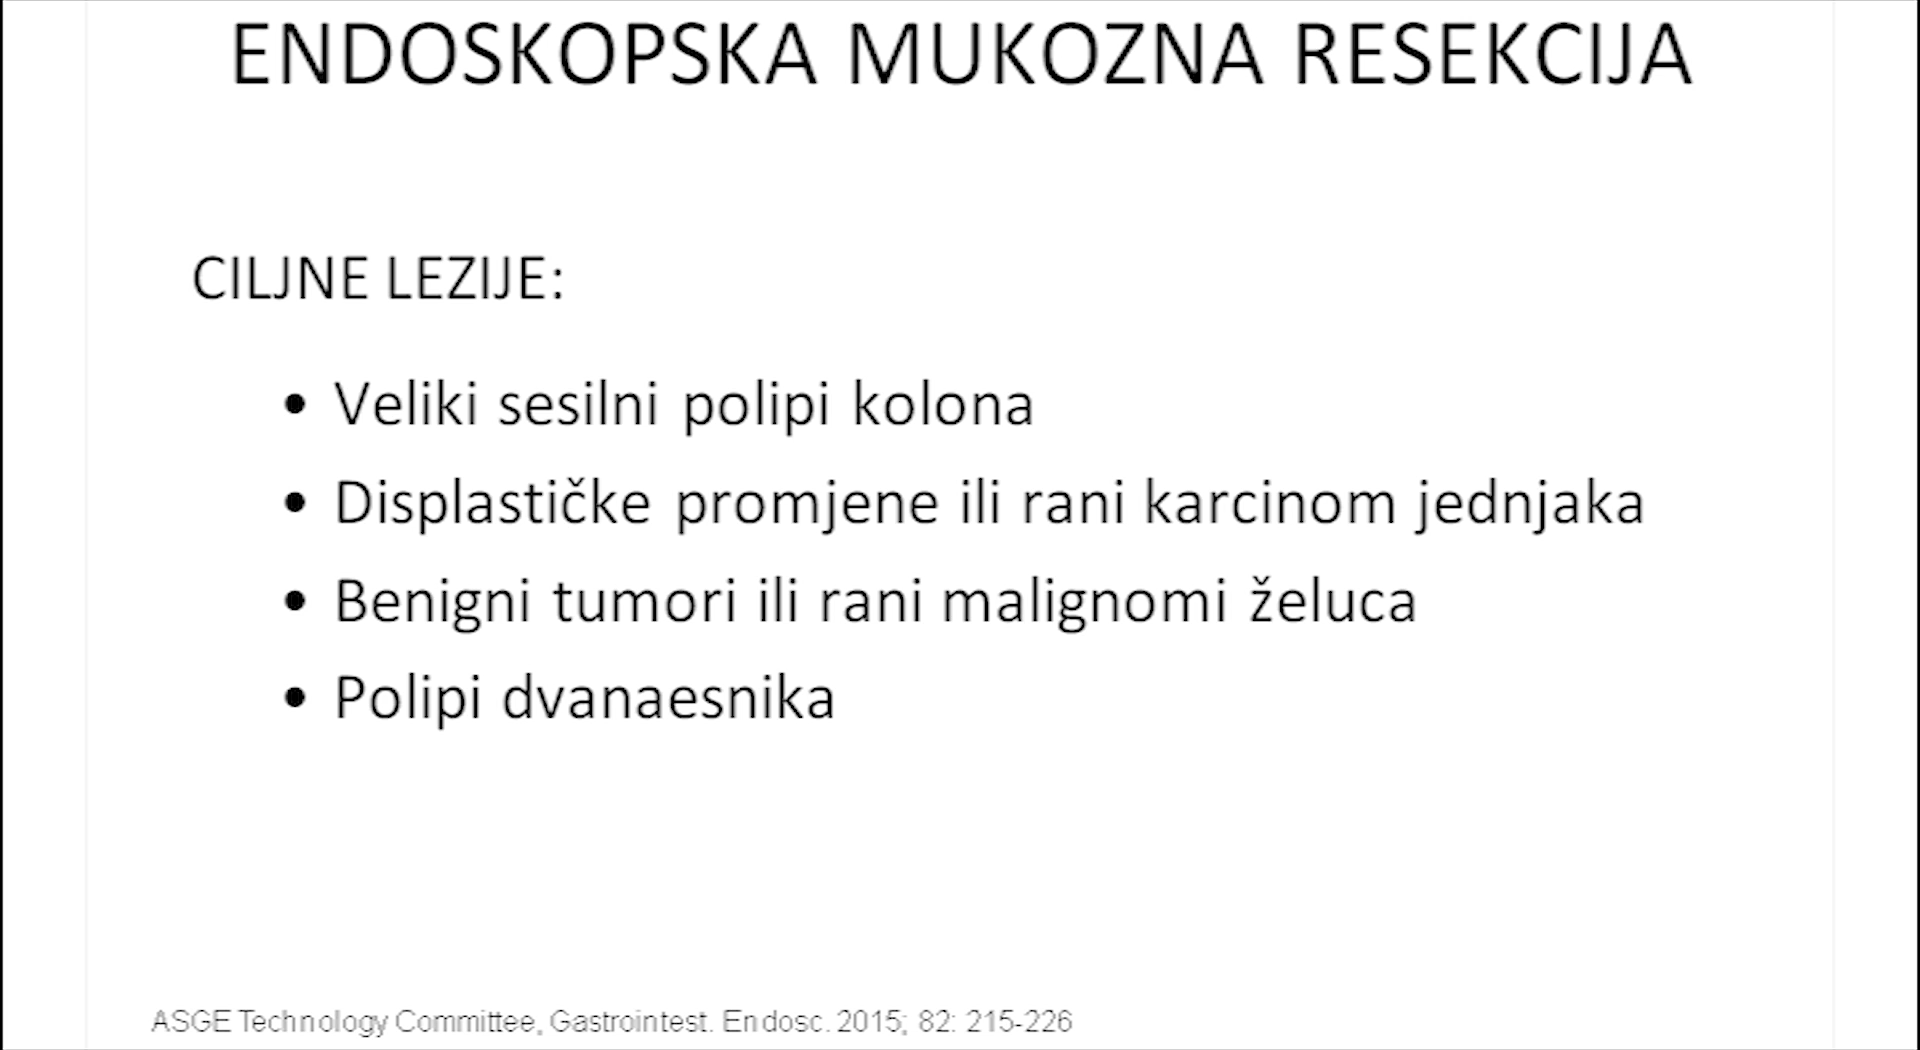 ENDOSKOPSKA MUKOZNA RESEKCIJA
CILJNE LEZIJE:
• Veliki sesilni polipi kolona
• Displastičke promjene ili rani karcinom jednjaka
• Benigni tumori ili rani malignomi želuca
• Polipi dvanaesnika
ASGE Technology Committee, Gastrointest. Endosc. 2015; 82: 215-226